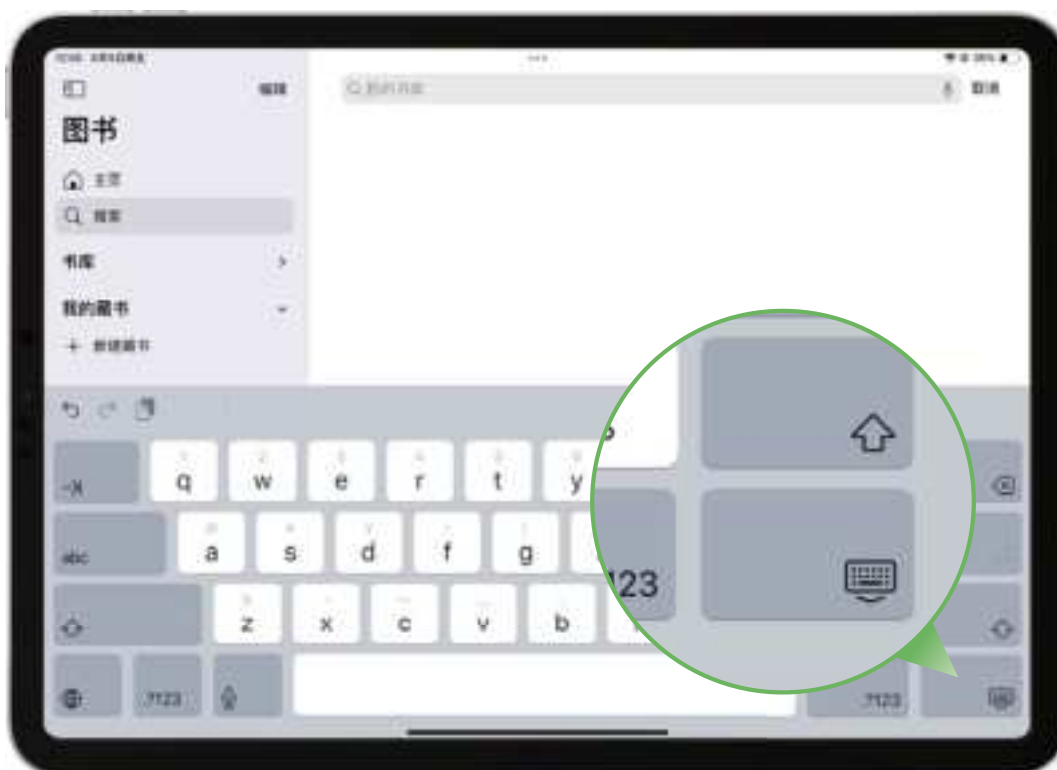 编辑
取消
图书
主页
搜索
书库
我的藏书
新建藏书
q w e r t y
abc
a s d f g
123
z x c v b
.?123
.?123